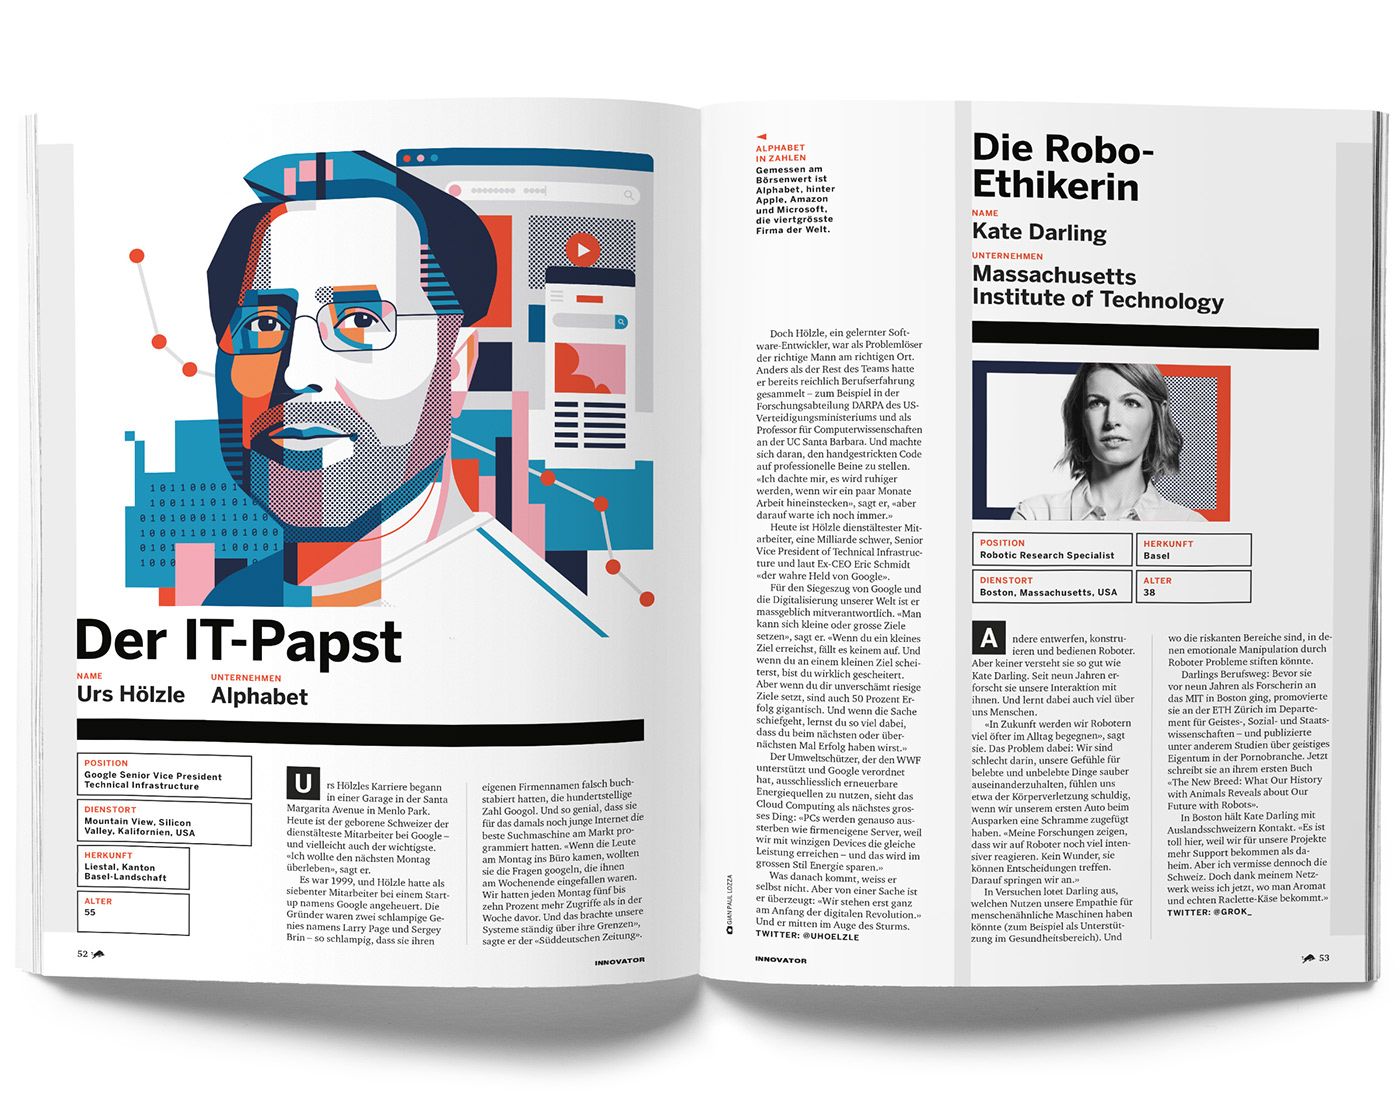 1011000001
100111010110
01010001110101
10100101001000
010110111001011
1000
Der IT-Papst
NAME
Urs Hölzle
UNTERNEHMEN
Alphabet
POSITION
Google Senior Vice President
Technical Infrastructure
DIENSTORT
Mountain View, Silicon
Valley, Kalifornien, USA
HERKUNFT
Liestal, Kanton
Basel-Landschaft
ALTER
55
U
rs Hölzles Karriere begann
in einer Garage in der Santa
Margarita Avenue in Menlo Park.
Heute ist der geborene Schweizer der
dienstälteste Mitarbeiter bei Google –
und vielleicht auch der wichtigste.
«Ich wollte den nächsten Montag
überleben», sagt er.
Es war 1999, und Hölzle hatte als
siebenter Mitarbeiter bei einem Start-
up namens Google angeheuert. Die
Gründer waren zwei schlampige Ge-
nies namens Larry Page und Sergey
Brin – so schlampig, dass sie ihren
eigenen Firmennamen falsch buch-
stabiert hatten, die hundertstellige
Zahl Googol. Und so genial, dass sie
für das damals noch junge Internet die
beste Suchmaschine am Markt pro-
grammiert hatten. «Wenn die Leute
am Montag ins Büro kamen, wollten
sie die Fragen googeln, die ihnen
am Wochenende eingefallen waren.
Wir hatten jeden Montag fünf bis
zehn Prozent mehr Zugriffe als in der
Woche davor. Und das brachte unsere
Systeme ständig über ihre Grenzen»,
sagte er der «Süddeutschen Zeitung».
52
INNOVATOR
ALPHABET
IN ZAHLEN
Gemessen am
Börsenwert ist
Alphabet, hinter
Apple, Amazon
und Microsoft,
die viertgrösste
Firma der Welt.
Doch Hölzle, ein gelernter Soft-
ware-Entwickler, war als Problemlöser
der richtige Mann am richtigen Ort.
Anders als der Rest des Teams hatte
er bereits reichlich Berufserfahrung
gesammelt – zum Beispiel in der
Forschungsabteilung DARPA des US-
Verteidigungsministeriums und als
Professor für Computerwissenschaften
an der UC Santa Barbara. Und machte
sich daran, den handgestrickten Code
auf professionelle Beine zu stellen.
«Ich dachte mir, es wird ruhiger
werden, wenn wir ein paar Monate
Arbeit hineinstecken», sagt er, «aber
darauf warte ich noch immer.»
Heute ist Hölzle dienstältester Mit-
arbeiter, eine Milliarde schwer, Senior
Vice President of Technical Infrastruc-
ture und laut Ex-CEO Eric Schmidt
«der wahre Held von Google».
Für den Siegeszug von Google und
die Digitalisierung unserer Welt ist er
massgeblich mitverantwortlich. «Man
kann sich kleine oder grosse Ziele
setzen», sagt er. «Wenn du ein kleines
Ziel erreichst, fällt es keinem auf. Und
wenn du an einem kleinen Ziel schei-
terst, bist du wirklich gescheitert.
Aber wenn du dir unverschämt riesige
Ziele setzt, sind auch 50 Prozent Er-
folg gigantisch. Und wenn die Sache
schiefgeht, lernst du so viel dabei,
dass du beim nächsten oder über-
nächsten Mal Erfolg haben wirst.»
Der Umweltschützer, der den WWF
unterstützt und Google verordnet
hat, ausschliesslich erneuerbare
Energiequellen zu nutzen, sieht das
Cloud Computing als nächstes gros-
ses Ding: «PCs werden genauso aus-
sterben wie firmeneigene Server, weil
wir mit winzigen Devices die gleiche
Leistung erreichen – und das wird im
grossen Stil Energie sparen.»
Was danach kommt, weiss er
selbst nicht. Aber von einer Sache ist
er überzeugt: «Wir stehen erst ganz
am Anfang der digitalen Revolution.»
Und er mitten im Auge des Sturms.
TWITTER: @UHOELZLE
GIAN PAUL LOZZA
INNOVATOR
Die Robo-
Ethikerin
NAME
Kate Darling
UNTERNEHMEN
Massachusetts
Institute of Technology
POSITION
Robotic Research Specialist
HERKUNFT
Basel
DIENSTORT
Boston, Massachusetts, USA
ALTER
38
A
ndere entwerfen, konstru-
ieren und bedienen Roboter.
Aber keiner versteht sie so gut wie
Kate Darling. Seit neun Jahren er-
forscht sie unsere Interaktion mit
ihnen. Und lernt dabei auch viel über
uns Menschen.
«In Zukunft werden wir Robotern
viel öfter im Alltag begegnen», sagt
sie. Das Problem dabei: Wir sind
schlecht darin, unsere Gefühle für
belebte und unbelebte Dinge sauber
auseinanderzuhalten, fühlen uns
etwa der Körperverletzung schuldig,
wenn wir unserem ersten Auto beim
Ausparken eine Schramme zugefügt
haben. «Meine Forschungen zeigen,
dass wir auf Roboter noch viel inten-
siver reagieren. Kein Wunder, sie
können Entscheidungen treffen.
Darauf springen wir an.»
In Versuchen lotet Darling aus,
welchen Nutzen unsere Empathie für
menschenähnliche Maschinen haben
könnte (zum Beispiel als Unterstüt-
zung im Gesundheitsbereich). Und
wo die riskanten Bereiche sind, in de-
nen emotionale Manipulation durch
Roboter Probleme stiften könnte.
Darlings Berufsweg: Bevor sie
vor neun Jahren als Forscherin an
das MIT in Boston ging, promovierte
sie an der ETH Zürich im Departe-
ment für Geistes-, Sozial- und Staats-
wissenschaften – und publizierte
unter anderem Studien über geistiges
Eigentum in der Pornobranche. Jetzt
schreibt sie an ihrem ersten Buch
«The New Breed: What Our History
with Animals Reveals about Our
Future with Robots».
In Boston hält Kate Darling mit
Auslandsschweizern Kontakt. «Es ist
toll hier, weil wir für unsere Projekte
mehr Support bekommen als da-
heim. Aber ich vermisse dennoch die
Schweiz. Doch dank meinem Netz-
werk weiss ich jetzt, wo man Aromat
und echten Raclette-Käse bekommt.»
TWITTER: @GROK_
53